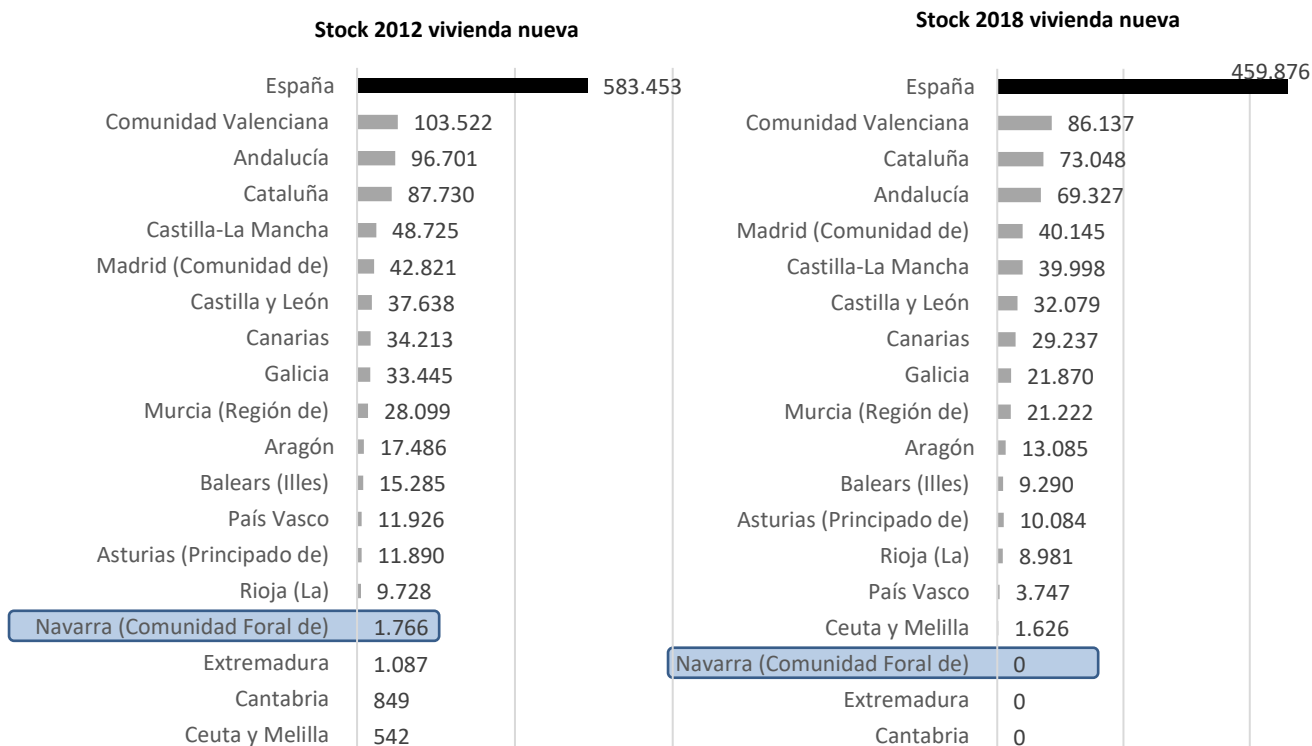 Stock 2012 vivienda nueva
España 583.453
Comunidad Valenciana 103.522
Andalucía 96.701
Cataluña 87.730
Castilla-La Mancha 48.725
Madrid (Comunidad de) 42.821
Castilla y León 37.638
Canarias 34.213
Galicia 33.445
Murcia (Región de) 28.099
Aragón 17.486
Balears (Illes) 15.285
País Vasco 11.926
Asturias (Principado de) 11.890
Rioja (La) 9.728
Navarra (Comunidad Foral de) 1.766
Extremadura 1.087
Cantabria 849
Ceuta y Melilla 542
Stock 2018 vivienda nueva
España 459.876
Comunidad Valenciana 86.137
Cataluña 73.048
Andalucía 69.327
Madrid (Comunidad de) 40.145
Castilla-La Mancha 39.998
Castilla y León 32.079
Canarias 29.237
Galicia 21.870
Murcia (Región de) 21.222
Aragón 13.085
Balears (Illes) 9.290
Asturias (Principado de) 10.084
Rioja (La) 8.981
País Vasco 3.747
Ceuta y Melilla 1.626
Navarra (Comunidad Foral de) 0
Extremadura 0
Cantabria 0